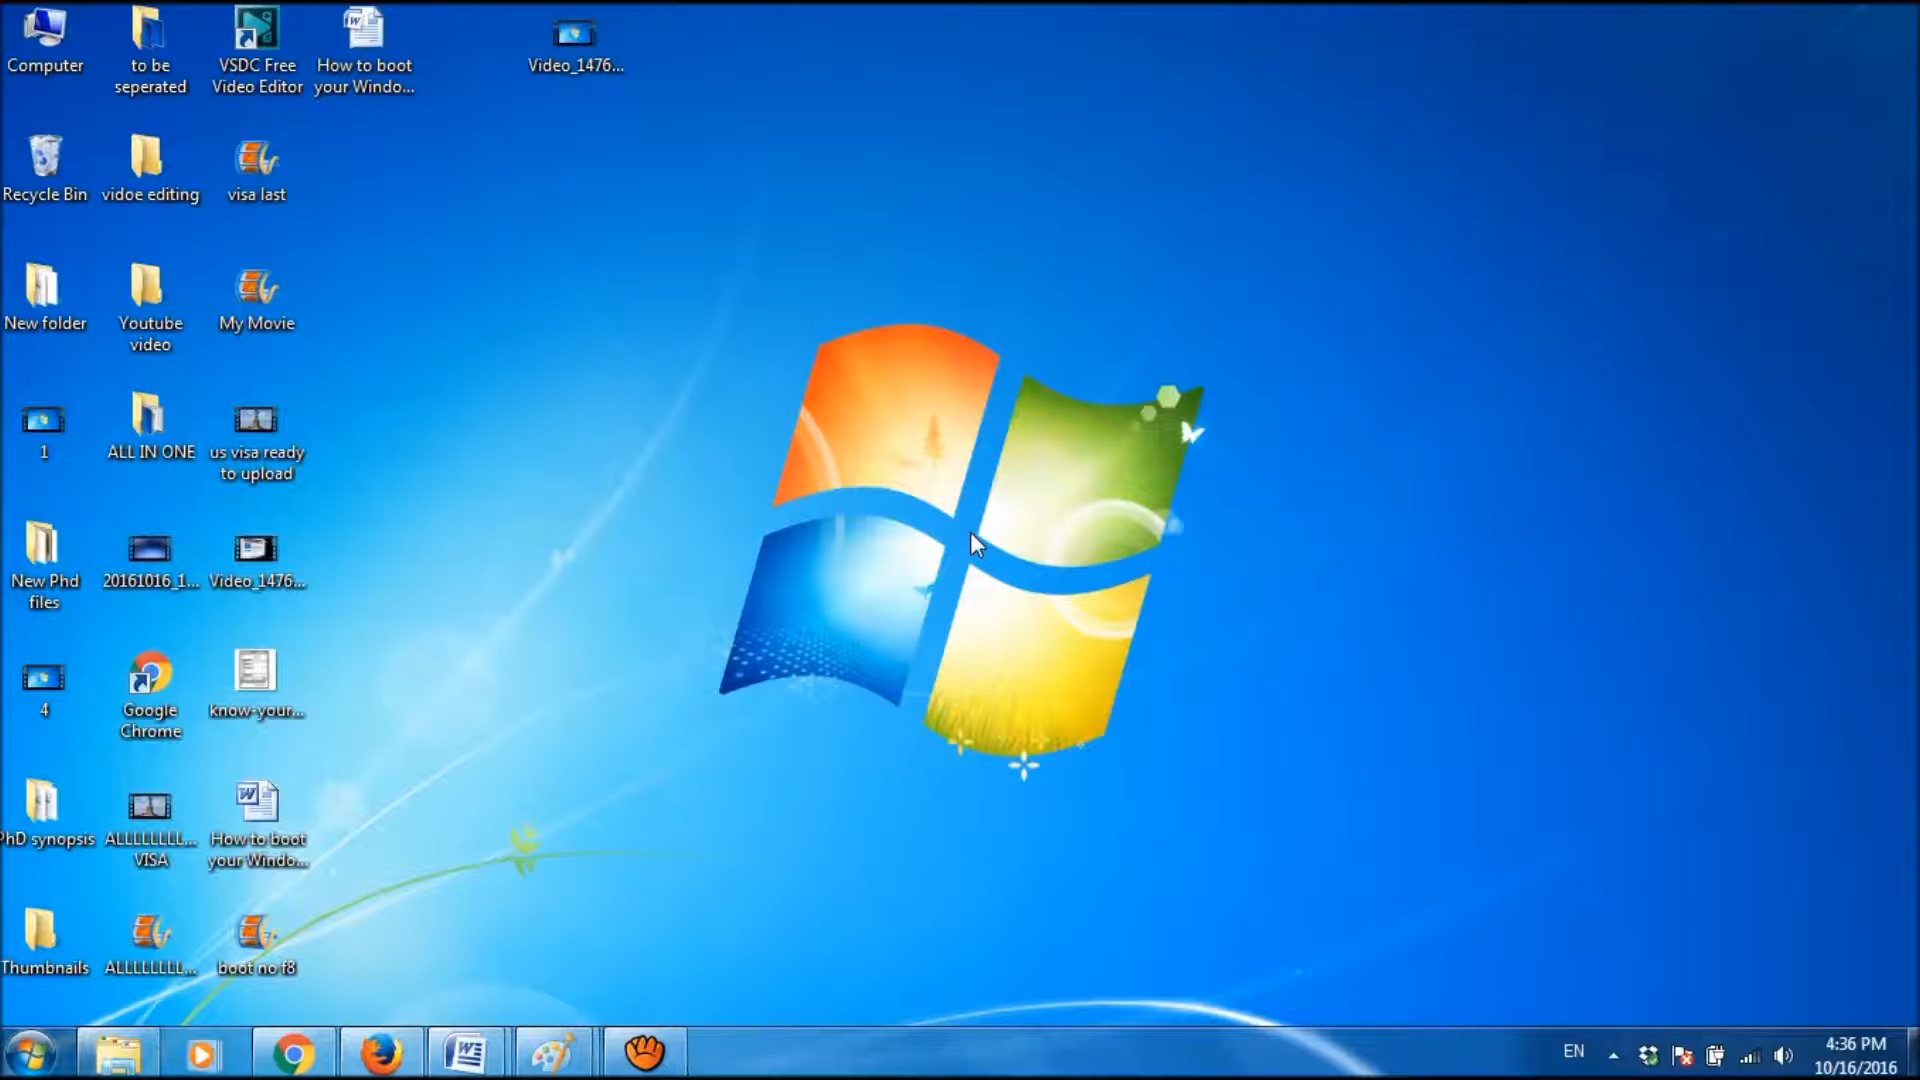 Computer
to be
seperated
VSDC Free
Video Editor
How to boot
your Windo...
Video_1476...
Recycle Bin
vidoe editing
visa last
New folder
Youtube
video
My Movie
1
ALL IN ONE
us visa ready
to upload
New Phd
files
20161016_1...
Video_1476...
4
Google
Chrome
know-your...
PhD synopsis
ALLLLLLLL...
VISA
How to boot
your Windo...
Thumbnails
ALLLLLLLL...
boot no f8
EN
4:36 PM
10/16/2016